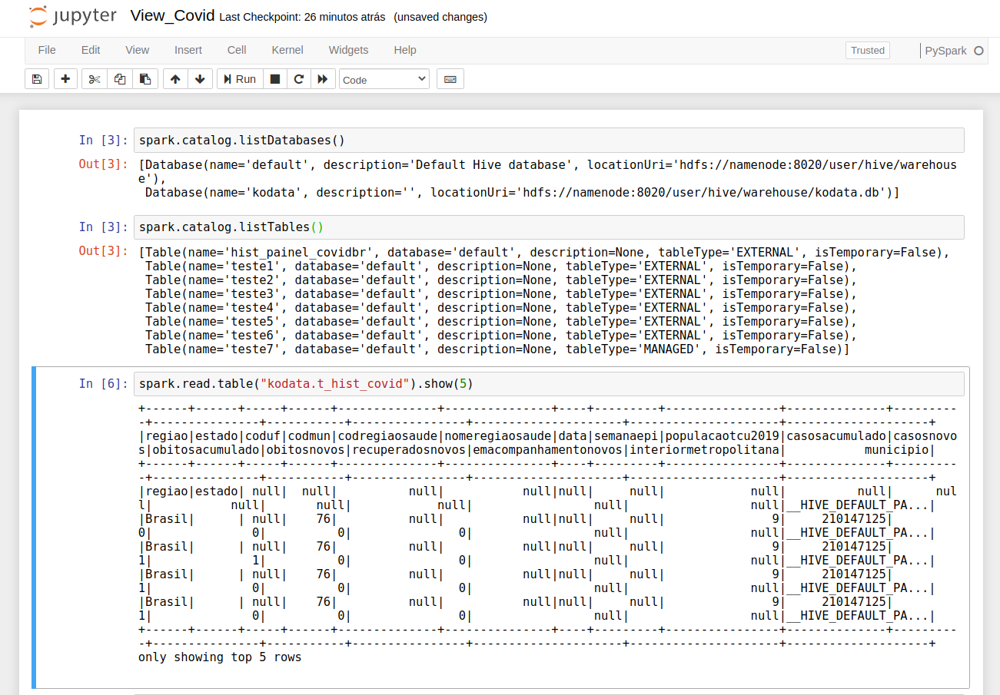 jupyter View_Covid Last Checkpoint: 26 minutos atrás (unsaved changes)
File Edit View Insert Cell Kernel Widgets Help Trusted PySpark
Run Code
In [3]: spark.catalog.listDatabases()
Out[3]: [Database(name='default', description='Default Hive database', locationUri='hdfs://namenode:8020/user/hive/warehous
e'),
 Database(name='kodata', description='', locationUri='hdfs://namenode:8020/user/hive/warehouse/kodata.db')]
In [3]: spark.catalog.listTables()
Out[3]: [Table(name='hist_painel_covidbr', database='default', description=None, tableType='EXTERNAL', isTemporary=False),
 Table(name='teste1', database='default', description=None, tableType='EXTERNAL', isTemporary=False),
 Table(name='teste2', database='default', description=None, tableType='EXTERNAL', isTemporary=False),
 Table(name='teste3', database='default', description=None, tableType='EXTERNAL', isTemporary=False),
 Table(name='teste4', database='default', description=None, tableType='EXTERNAL', isTemporary=False),
 Table(name='teste5', database='default', description=None, tableType='EXTERNAL', isTemporary=False),
 Table(name='teste6', database='default', description=None, tableType='EXTERNAL', isTemporary=False),
 Table(name='teste7', database='default', description=None, tableType='MANAGED', isTemporary=False)]
In [6]: spark.read.table("kodata.t_hist_covid").show(5)
+------+------+-----+------+--------------+---------------+----+---------+----------------+--------------+---------
-+---------------+-----------+----------------+---------------------+---------------------+--------------------+
|regiao|estado|coduf|codmun|codregiaosaude|nomeregiaosaude|data|semanaepi|populacaotcu2019|casosacumulado|casosnovo
s|obitosacumulado|obitosnovos|recuperadosnovos|emacompanhamentonovos|interiormetropolitana|           municipio|
+------+------+-----+------+--------------+---------------+----+---------+----------------+--------------+---------
-+---------------+-----------+----------------+---------------------+---------------------+--------------------+
|regiao|estado| null|  null|          null|           null|null|     null|            null|          null|      nul
l|           null|       null|            null|                 null|                 null|__HIVE_DEFAULT_PA...|
|Brasil|      | null|    76|          null|           null|null|     null|               9|     210147125|
0|              0|          0|               0|                 null|                 null|__HIVE_DEFAULT_PA...|
|Brasil|      | null|    76|          null|           null|null|     null|               9|     210147125|
1|              1|          0|               0|                 null|                 null|__HIVE_DEFAULT_PA...|
|Brasil|      | null|    76|          null|           null|null|     null|               9|     210147125|
1|              0|          0|               0|                 null|                 null|__HIVE_DEFAULT_PA...|
|Brasil|      | null|    76|          null|           null|null|     null|               9|     210147125|
1|              0|          0|               0|                 null|                 null|__HIVE_DEFAULT_PA...|
+------+------+-----+------+--------------+---------------+----+---------+----------------+--------------+---------
-+---------------+-----------+----------------+---------------------+---------------------+--------------------+
only showing top 5 rows